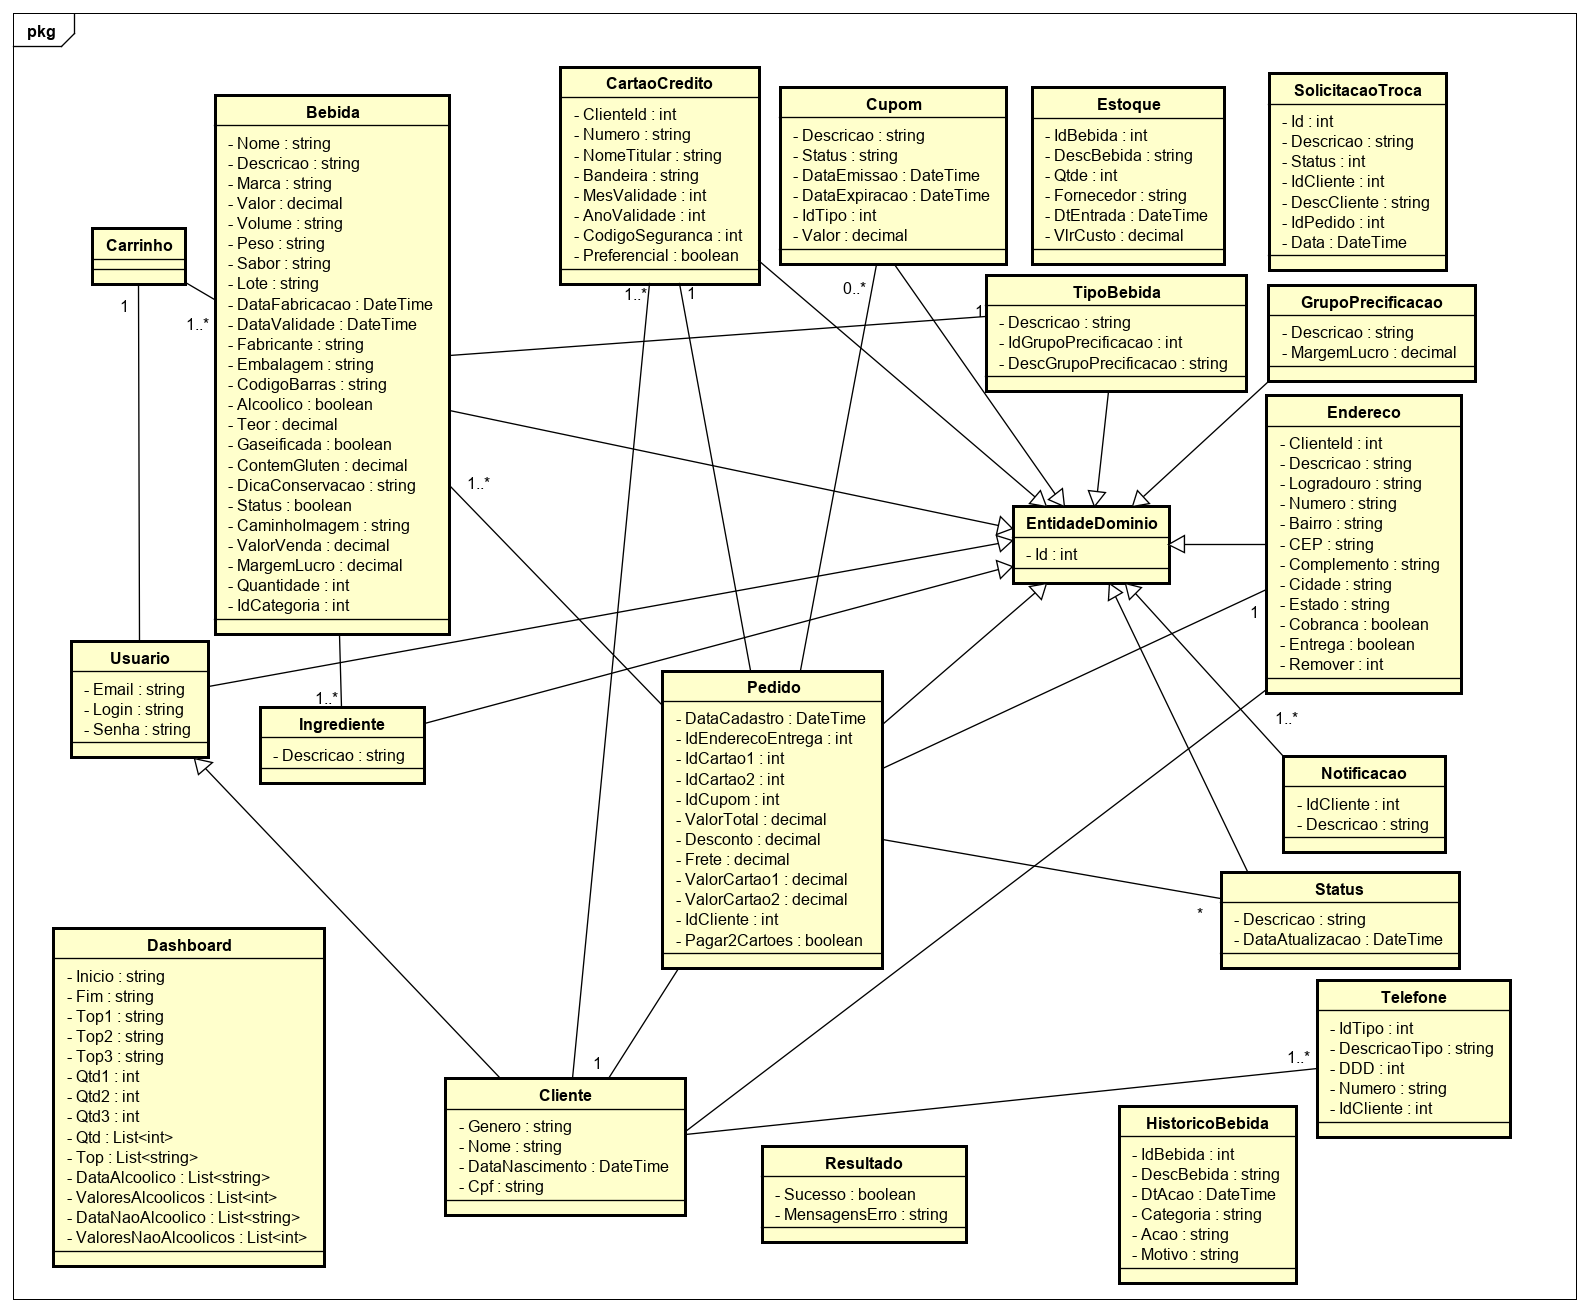 pkg
CartaoCredito
- ClienteId : int
- Numero : string
- NomeTitular : string
- Bandeira : string
- MesValidade : int
- AnoValidade : int
- CodigoSeguranca : int
- Preferencial : boolean
Cupom
- Descricao : string
- Status : string
- DataEmissao : DateTime
- DataExpiracao : DateTime
- IdTipo : int
- Valor : decimal
Estoque
- IdBebida : int
- DescBebida : string
- Qtde : int
- Fornecedor : string
- DtEntrada : DateTime
- VlrCusto : decimal
SolicitacaoTroca
- Id : int
- Descricao : string
- Status : int
- IdCliente : int
- DescCliente : string
- IdPedido : int
- Data : DateTime
Bebida
- Nome : string
- Descricao : string
- Marca : string
- Valor : decimal
- Volume : string
- Peso : string
- Sabor : string
- Lote : string
- DataFabricacao : DateTime
- DataValidade : DateTime
- Fabricante : string
- Embalagem : string
- CodigoBarras : string
- Alcoolico : boolean
- Teor : decimal
- Gaseificada : boolean
- ContemGluten : decimal
- DicaConservacao : string
- Status : boolean
- CaminhoImagem : string
- ValorVenda : decimal
- MargemLucro : decimal
- Quantidade : int
- IdCategoria : int
Carrinho
1
1..*
1..*
1
0..*
1
TipoBebida
- Descricao : string
- IdGrupoPrecificacao : int
- DescGrupoPrecificacao : string
GrupoPrecificacao
- Descricao : string
- MargemLucro : decimal
Endereco
- ClienteId : int
- Descricao : string
- Logradouro : string
- Numero : string
- Bairro : string
- CEP : string
- Complemento : string
- Cidade : string
- Estado : string
- Cobranca : boolean
- Entrega : boolean
- Remover : int
1..*
EntidadeDominio
- Id : int
1
Usuario
- Email : string
- Login : string
- Senha : string
1..*
Ingrediente
- Descricao : string
Pedido
- DataCadastro : DateTime
- IdEnderecoEntrega : int
- IdCartao1 : int
- IdCartao2 : int
- IdCupom : int
- ValorTotal : decimal
- Desconto : decimal
- Frete : decimal
- ValorCartao1 : decimal
- ValorCartao2 : decimal
- IdCliente : int
- Pagar2Cartoes : boolean
1..*
Notificacao
- IdCliente : int
- Descricao : string
Status
- Descricao : string
- DataAtualizacao : DateTime
*
Dashboard
- Inicio : string
- Fim : string
- Top1 : string
- Top2 : string
- Top3 : string
- Qtd1 : int
- Qtd2 : int
- Qtd3 : int
- Qtd : List<int>
- Top : List<string>
- DataAlcoolico : List<string>
- ValoresAlcoolicos : List<int>
- DataNaoAlcoolico : List<string>
- ValoresNaoAlcoolicos : List<int>
1
Cliente
- Genero : string
- Nome : string
- DataNascimento : DateTime
- Cpf : string
1..*
Telefone
- IdTipo : int
- DescricaoTipo : string
- DDD : int
- Numero : string
- IdCliente : int
Resultado
- Sucesso : boolean
- MensagensErro : string
HistoricoBebida
- IdBebida : int
- DescBebida : string
- DtAcao : DateTime
- Categoria : string
- Acao : string
- Motivo : string